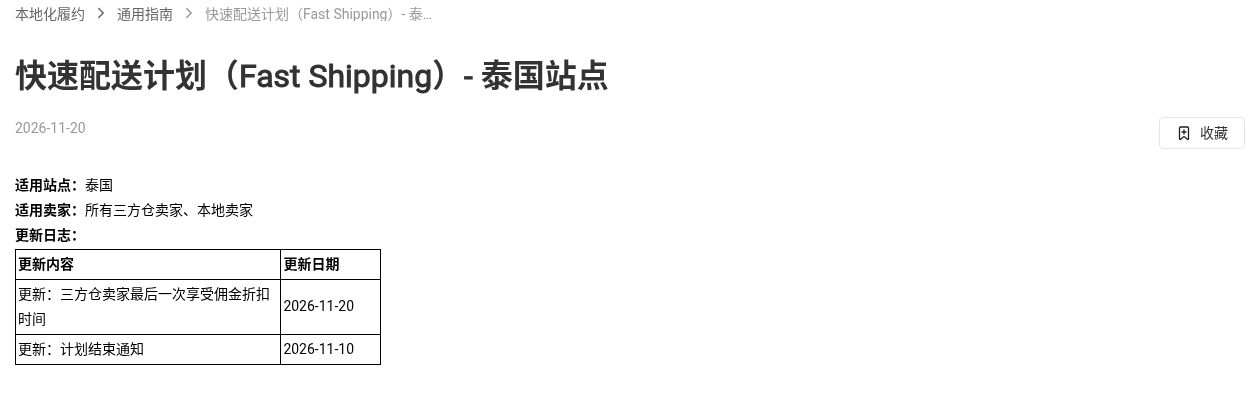 本地化履约 > 通用指南 > 快速配送计划（Fast Shipping）- 泰...
快速配送计划（Fast Shipping）- 泰国站点
2026-11-20
收藏
适用站点：泰国
适用卖家：所有三方仓卖家、本地卖家
更新日志：
更新内容 更新日期
更新：三方仓卖家最后一次享受佣金折扣
时间
2026-11-20
更新：计划结束通知 2026-11-10